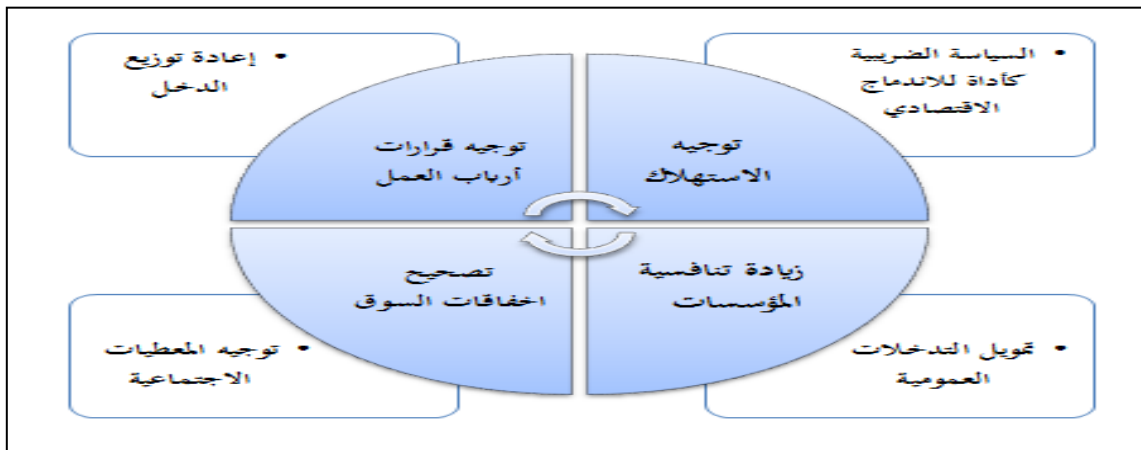 • السياسة الضريبية
كأداة للاندماج
الاقتصادي
• إعادة توزيع
الدخل
توجيه
الاستهلاك
توجيه قرارات
أرباب العمل
زيادة تنافسية
المؤسسات
تصحيح
اخفاقات السوق
• تمويل التدخلات
العمومية
• توجيه المعطيات
الاجتماعية